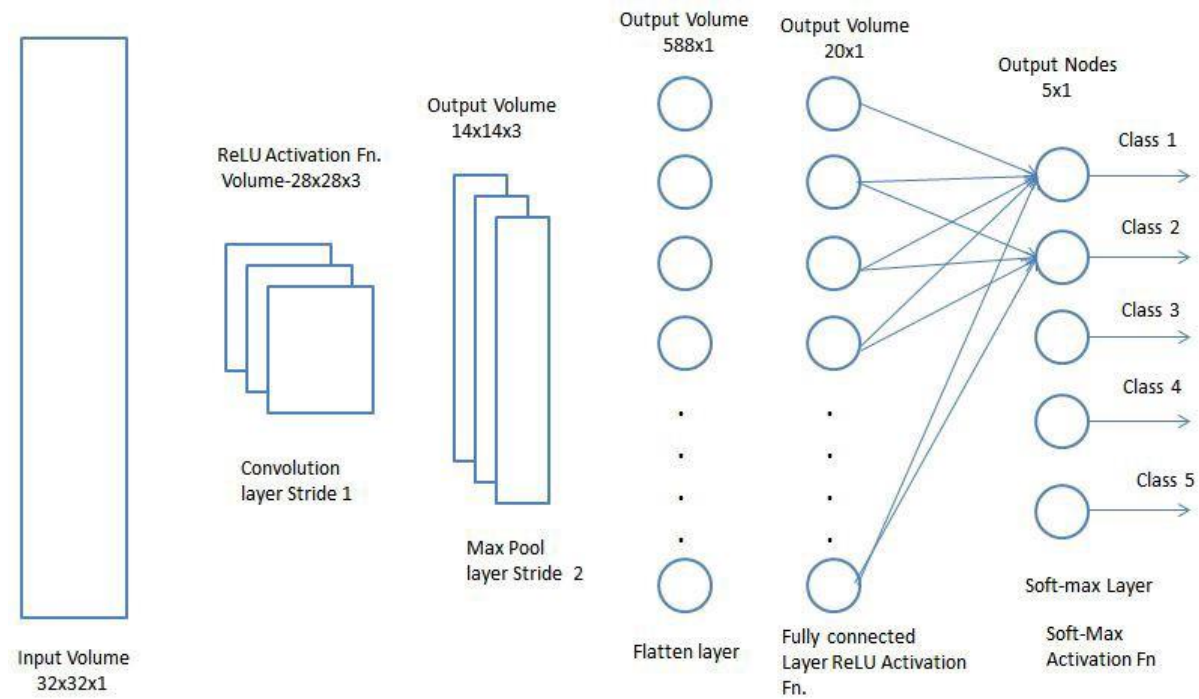 Input Volume
32x32x1
ReLU Activation Fn.
Volume-28x28x3
Convolution
layer Stride 1
Output Volume
14x14x3
Max Pool
layer Stride 2
Output Volume
588x1
Flatten layer
Output Volume
20x1
Fully connected
Layer ReLU Activation
Fn.
Output Nodes
5x1
Class 1
Class 2
Class 3
Class 4
Class 5
Soft-max Layer
Soft-Max
Activation Fn